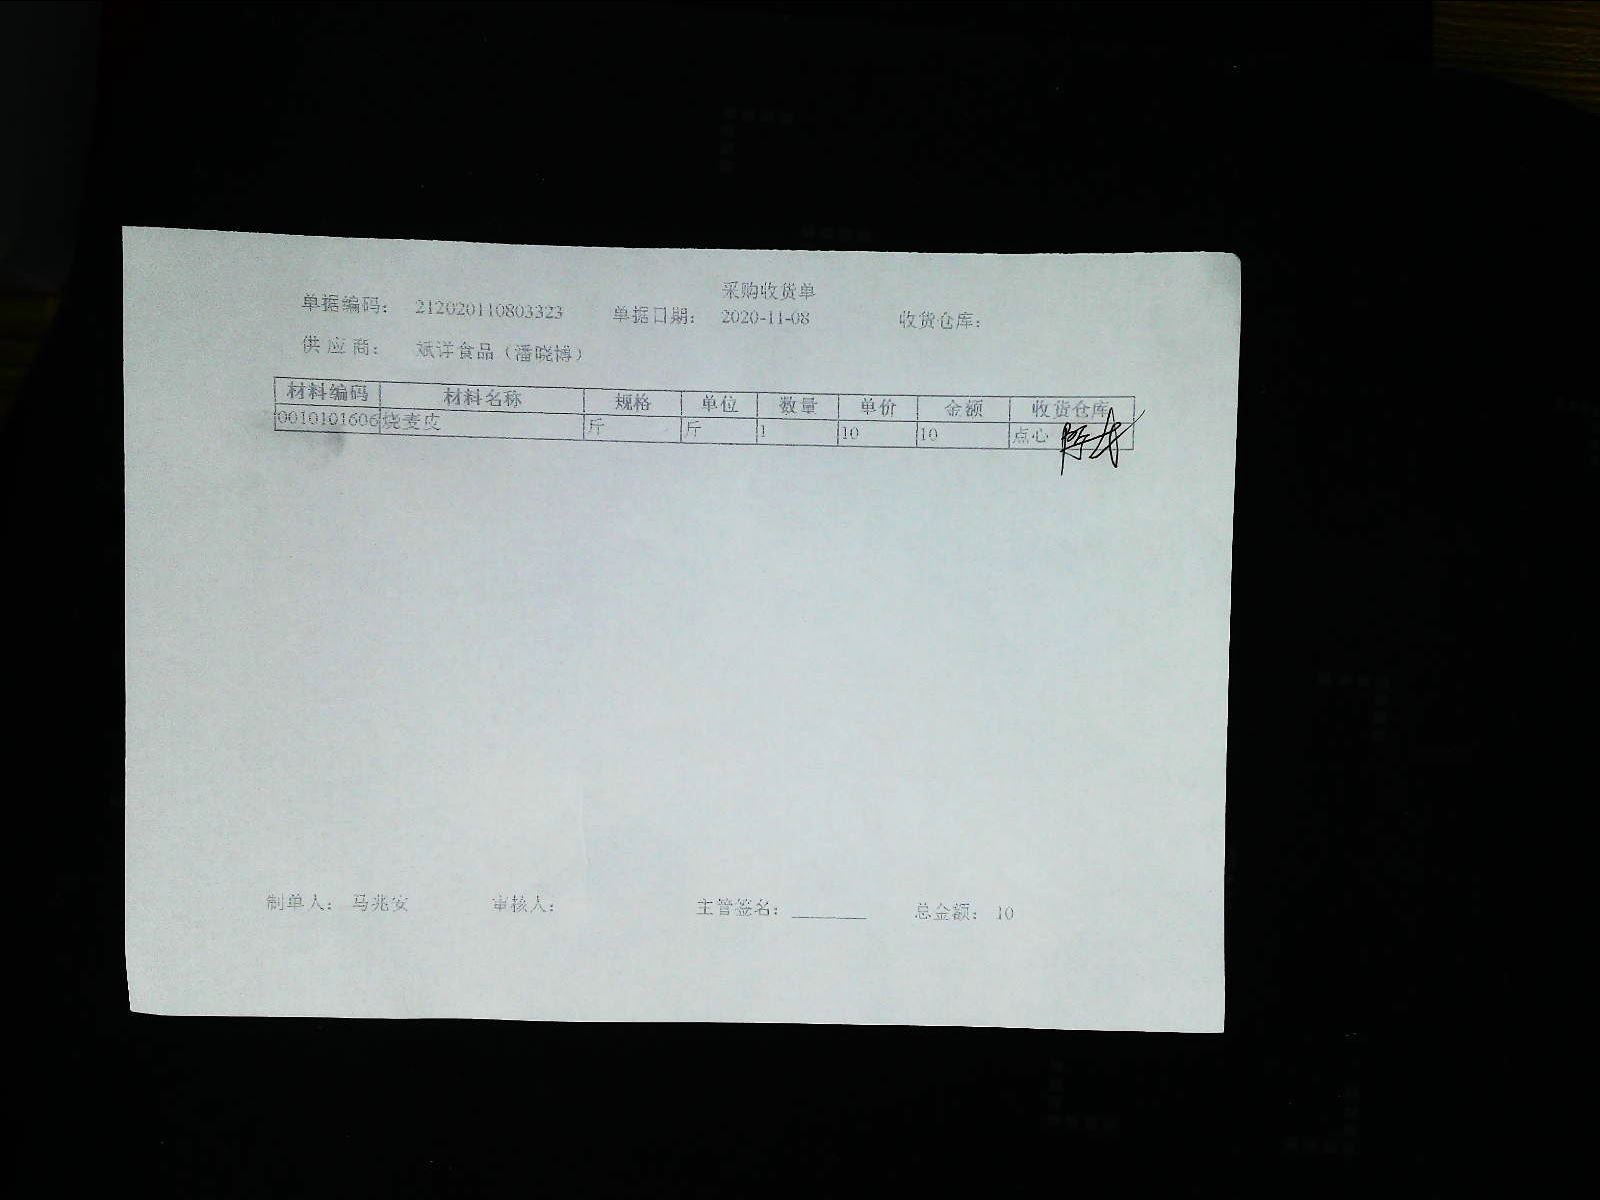 采购收货单
单据编码： 212020110803323 单据日期： 2020-11-08 收货仓库：
供 应 商： 斌洋食品（潘晓博）
材料编码 材料名称 规格 单位 数量 单价 金额 收货仓库
0010101606 烧麦皮 斤 斤 1 10 10 点心
制单人： 马兆安 审核人： 主管签名： ________ 总金额： 10